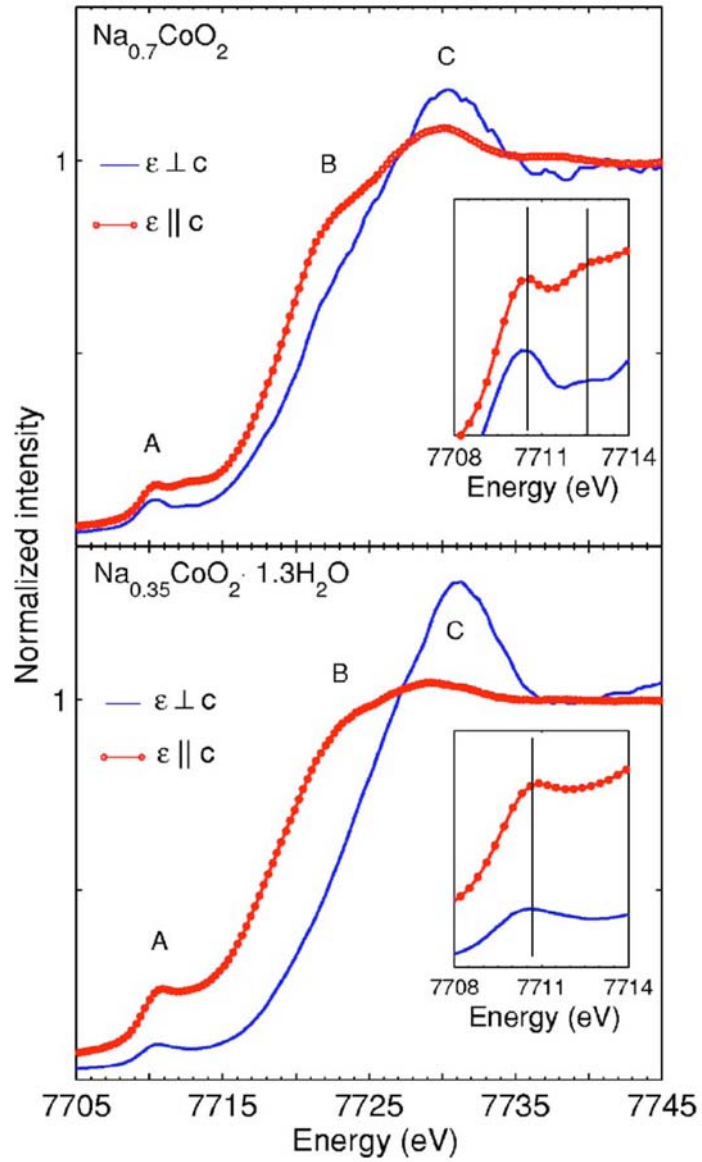 Na₀.₇CoO₂
C
B
1
ε ⊥ c
ε || c
A
7708 7711 7714
Energy (eV)
Normalized intensity
Na₀.₃₅CoO₂· 1.3H₂O
C
B
1
ε ⊥ c
ε || c
A
7708 7711 7714
Energy (eV)
7705 7715 7725 7735 7745
Energy (eV)